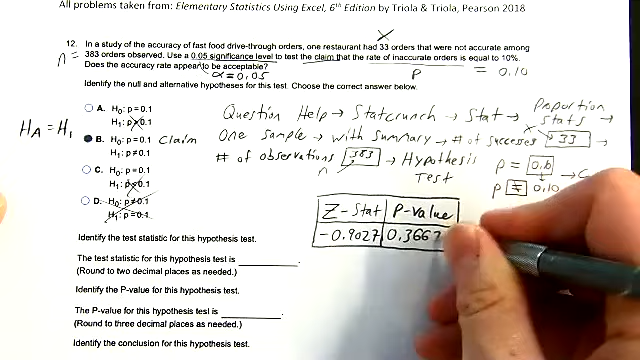 All problems taken from: Elementary Statistics Using Excel, 6th Edition by Triola & Triola, Pearson 2018
x
12. In a study of the accuracy of fast food drive-through orders, one restaurant had 33 orders that were not accurate among
n = 383 orders observed. Use a 0.05 significance level to test the claim that the rate of inaccurate orders is equal to 10%.
Does the accuracy rate appear to be acceptable?
α = 0.05
P = 0.10
Identify the null and alternative hypotheses for this test. Choose the correct answer below.
A. H₀: p = 0.1
H₁: p > 0.1
B. H₀: p = 0.1 Claim
H₁: p ≠ 0.1
C. H₀: p = 0.1
H₁: p < 0.1
D. H₀: p ≠ 0.1
H₁: p = 0.1
H_A = H₁
Question Help → Statcrunch → Stat → Proportion Stats →
One Sample → with Summary → # of successes 33 →
x
# of observations 383 → Hypothesis Test
n
p =
p ≠ 0.10
Z-Stat P-value
-0.9027 0.3667
Identify the test statistic for this hypothesis test.
The test statistic for this hypothesis test is
(Round to two decimal places as needed.)
Identify the P-value for this hypothesis test.
The P-value for this hypothesis test is
(Round to three decimal places as needed.)
Identify the conclusion for this hypothesis test.